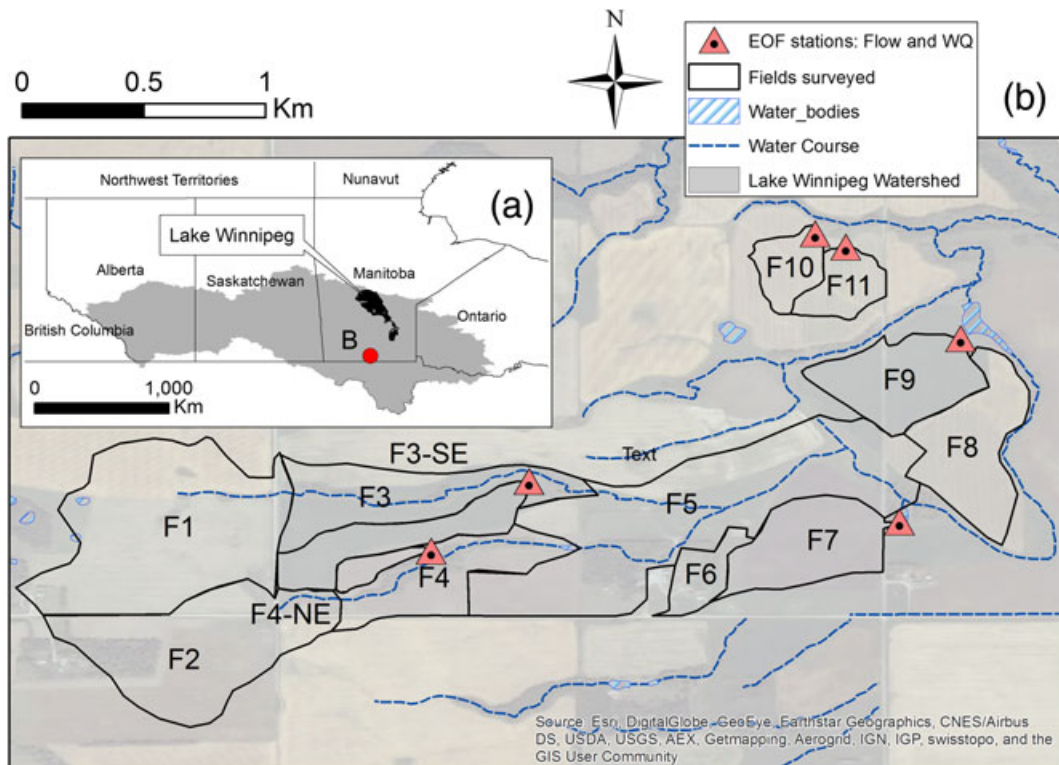 0 0.5 1
Km
N
(b)
EOF stations: Flow and WQ
Fields surveyed
Water_bodies
Water Course
Lake Winnipeg Watershed
Northwest Territories
Nunavut
(a)
Lake Winnipeg
Alberta
Saskatchewan
Manitoba
British Columbia
Ontario
B
0 1,000
Km
F10
F11
F9
F8
F3-SE
Text
F3
F5
F1
F7
F4
F6
F4-NE
F2
Source: Esri, DigitalGlobe, GeoEye, Earthstar Geographics, CNES/Airbus
DS, USDA, USGS, AEX, Getmapping, Aerogrid, IGN, IGP, swisstopo, and the
GIS User Community